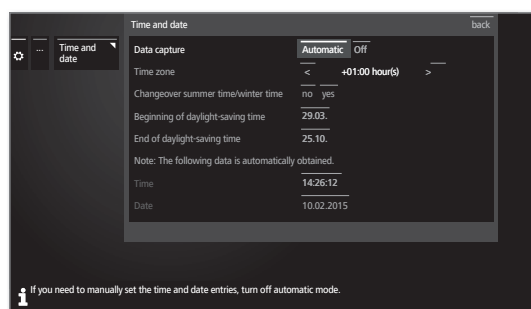 Time and date back
... Time and date
Data capture Automatic Off
Time zone < +01:00 hour(s) >
Changeover summer time/winter time no yes
Beginning of daylight-saving time 29.03.
End of daylight-saving time 25.10.
Note: The following data is automatically obtained.
Time 14:26:12
Date 10.02.2015
If you need to manually set the time and date entries, turn off automatic mode.